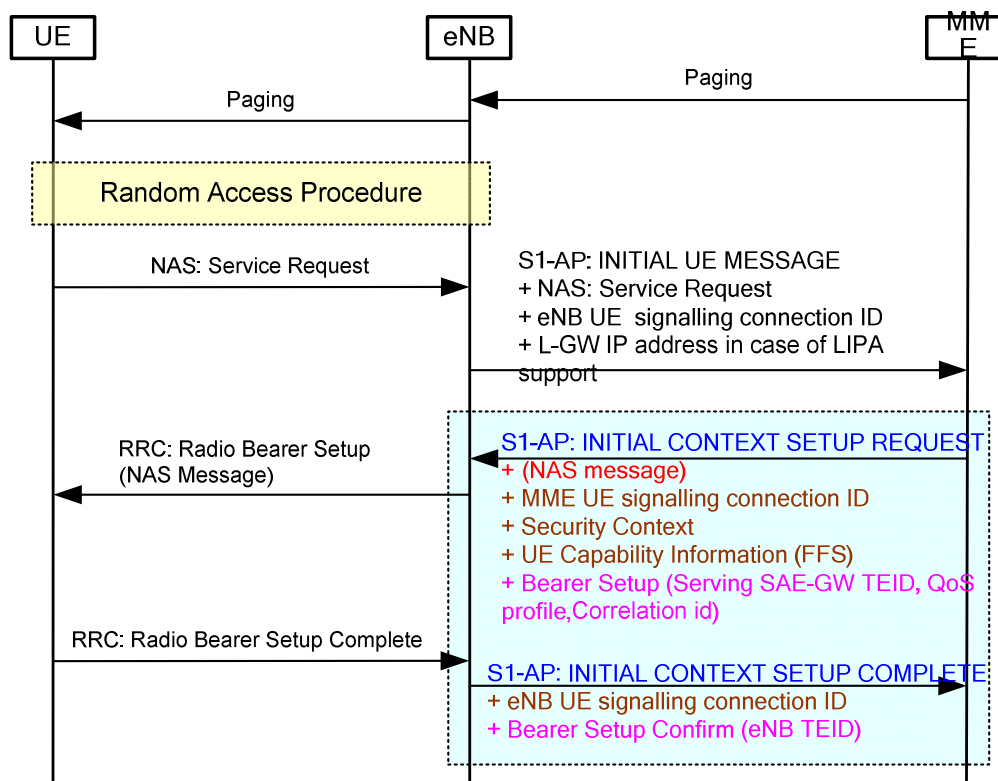 UE
eNB
MM
E
Paging
Paging
Random Access Procedure
NAS: Service Request
S1-AP: INITIAL UE MESSAGE
+ NAS: Service Request
+ eNB UE  signalling connection ID
+ L-GW IP address in case of LIPA
support
RRC: Radio Bearer Setup
(NAS Message)
S1-AP: INITIAL CONTEXT SETUP REQUEST
+ (NAS message)
+ MME UE signalling connection ID
+ Security Context
+ UE Capability Information (FFS)
+ Bearer Setup (Serving SAE-GW TEID, QoS
profile,Correlation id)
RRC: Radio Bearer Setup Complete
S1-AP: INITIAL CONTEXT SETUP COMPLETE
+ eNB UE signalling connection ID
+ Bearer Setup Confirm (eNB TEID)